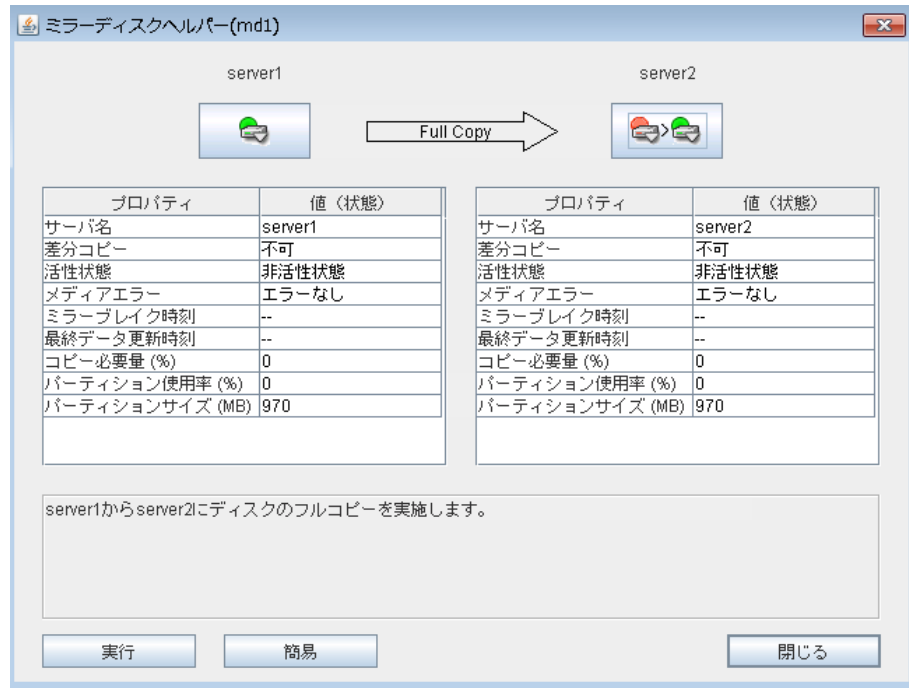 ミラーディスクヘルパー(md1)
server1 server2
Full Copy
プロパティ 値（状態） プロパティ 値（状態）
サーバ名 server1 サーバ名 server2
差分コピー 不可 差分コピー 不可
活性状態 非活性状態 活性状態 非活性状態
メディアエラー エラーなし メディアエラー エラーなし
ミラーブレイク時刻 -- ミラーブレイク時刻 --
最終データ更新時刻 -- 最終データ更新時刻 --
コピー必要量 (%) 0 コピー必要量 (%) 0
パーティション使用率 (%) 0 パーティション使用率 (%) 0
パーティションサイズ (MB) 970 パーティションサイズ (MB) 970
server1からserver2にディスクのフルコピーを実施します。
実行 簡易 閉じる